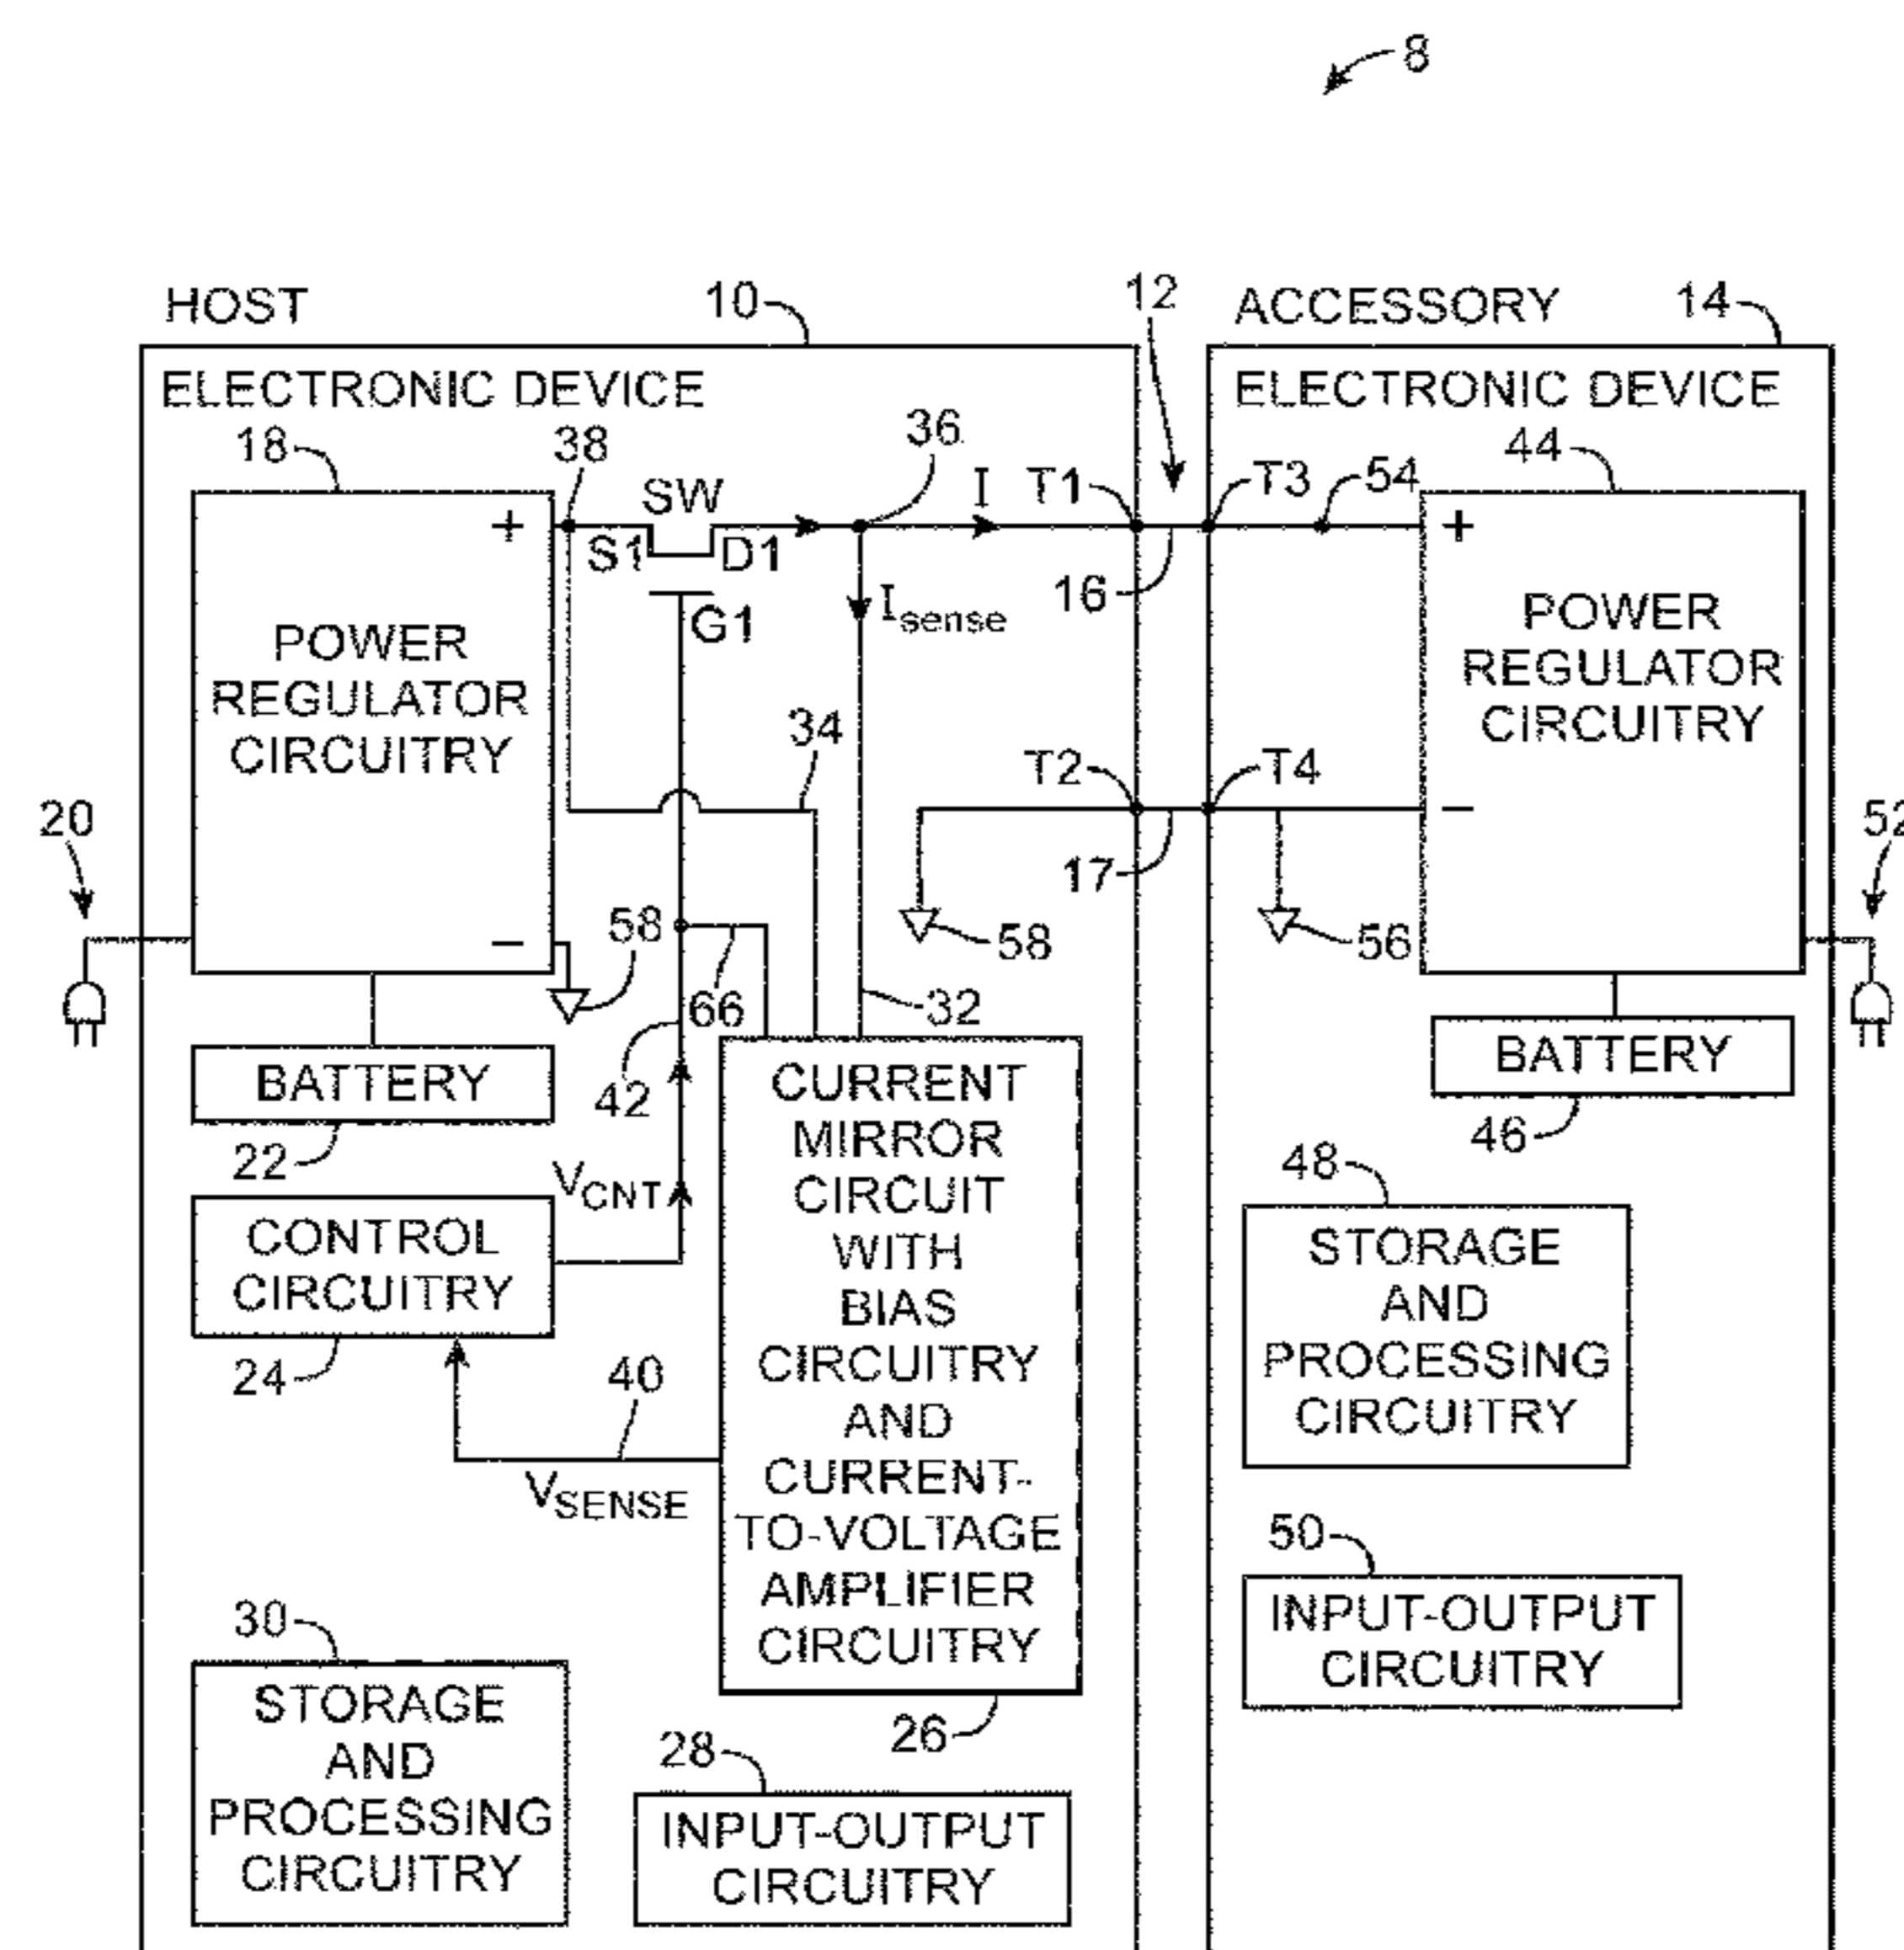 8
HOST
10
12
ACCESSORY
14
ELECTRONIC DEVICE
ELECTRONIC DEVICE
18
38
SW
36
I
T1
T3
54
44
+
S1
D1
16
+
G1
Isense
POWER
REGULATOR
CIRCUITRY
POWER
REGULATOR
CIRCUITRY
34
T2
T4
–
20
17
52
–
58
58
56
66
32
BATTERY
22
42
CURRENT
MIRROR
CIRCUIT
WITH
BIAS
CIRCUITRY
AND
CURRENT-
TO-VOLTAGE
AMPLIFIER
CIRCUITRY
BATTERY
46
VCNT
CONTROL
CIRCUITRY
24
48
STORAGE
AND
PROCESSING
CIRCUITRY
40
VSENSE
50
INPUT-OUTPUT
CIRCUITRY
30
STORAGE
AND
PROCESSING
CIRCUITRY
26
28
INPUT-OUTPUT
CIRCUITRY